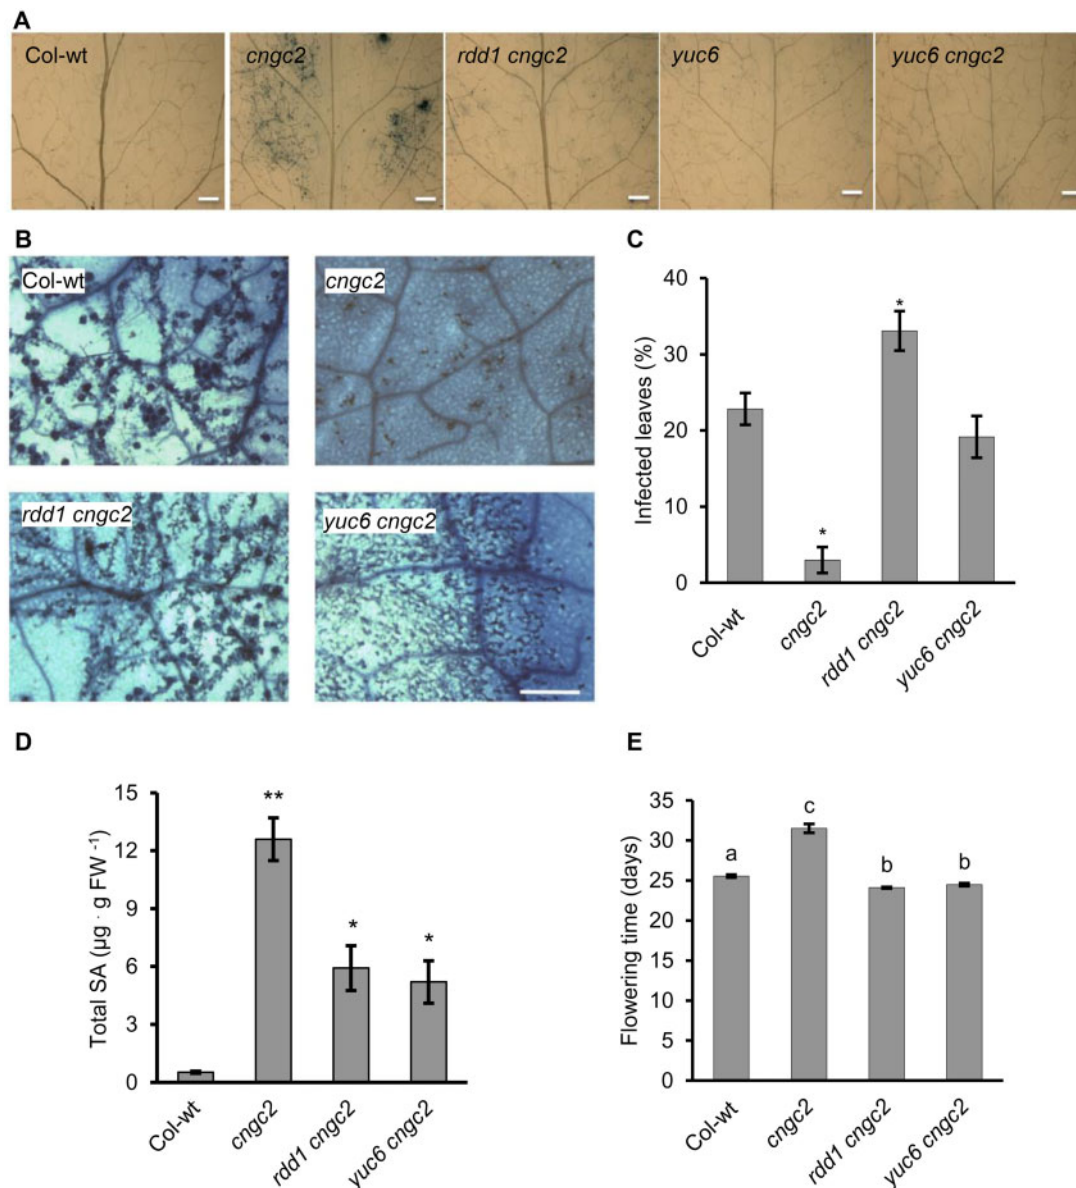 A
Col-wt
cngc2
rdd1 cngc2
yuc6
yuc6 cngc2
B
Col-wt
cngc2
rdd1 cngc2
yuc6 cngc2
C
40
30
20
10
0
Infected leaves (%)
*
*
Col-wt
cngc2
rdd1 cngc2
yuc6 cngc2
D
15
12
9
6
3
0
Total SA (µg · g FW ⁻¹)
**
*
*
Col-wt
cngc2
rdd1 cngc2
yuc6 cngc2
E
35
30
25
20
15
10
5
0
Flowering time (days)
a
c
b
b
Col-wt
cngc2
rdd1 cngc2
yuc6 cngc2